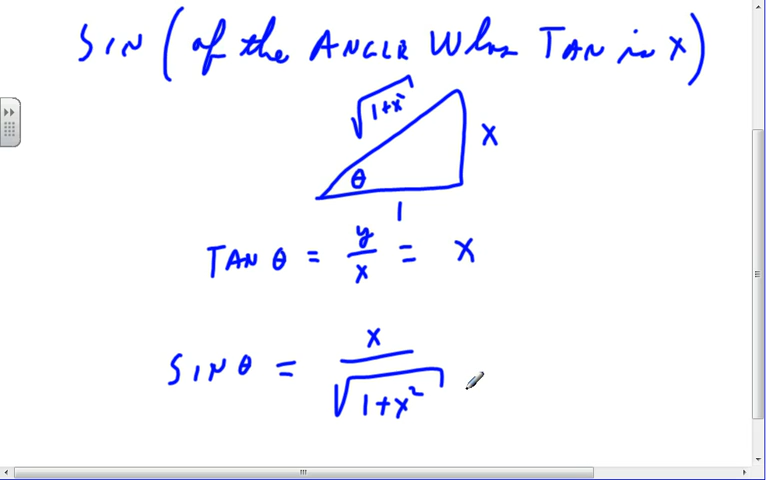 SIN (of the ANGLE Whose TAN is x)
√1+x²
x
θ
1
TAN θ = y/x = x
SIN θ = x/√1+x²